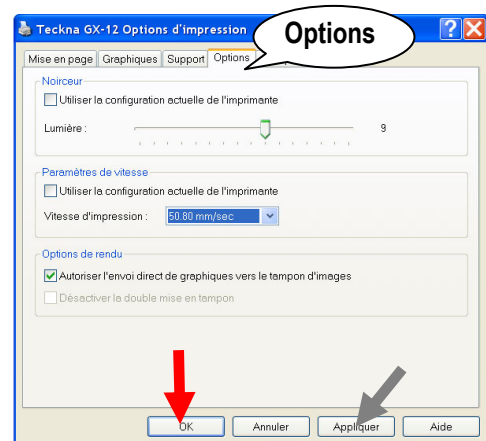 Teckna GX-12 Options d'impression
Options
Mise en page Graphiques Support Options
Noirceur
Utiliser la configuration actuelle de l'imprimante
Lumière : 9
Paramètres de vitesse
Utiliser la configuration actuelle de l'imprimante
Vitesse d'impression : 50.80 mm/sec
Options de rendu
Autoriser l'envoi direct de graphiques vers le tampon d'images
Désactiver la double mise en tampon
OK Annuler Appliquer Aide